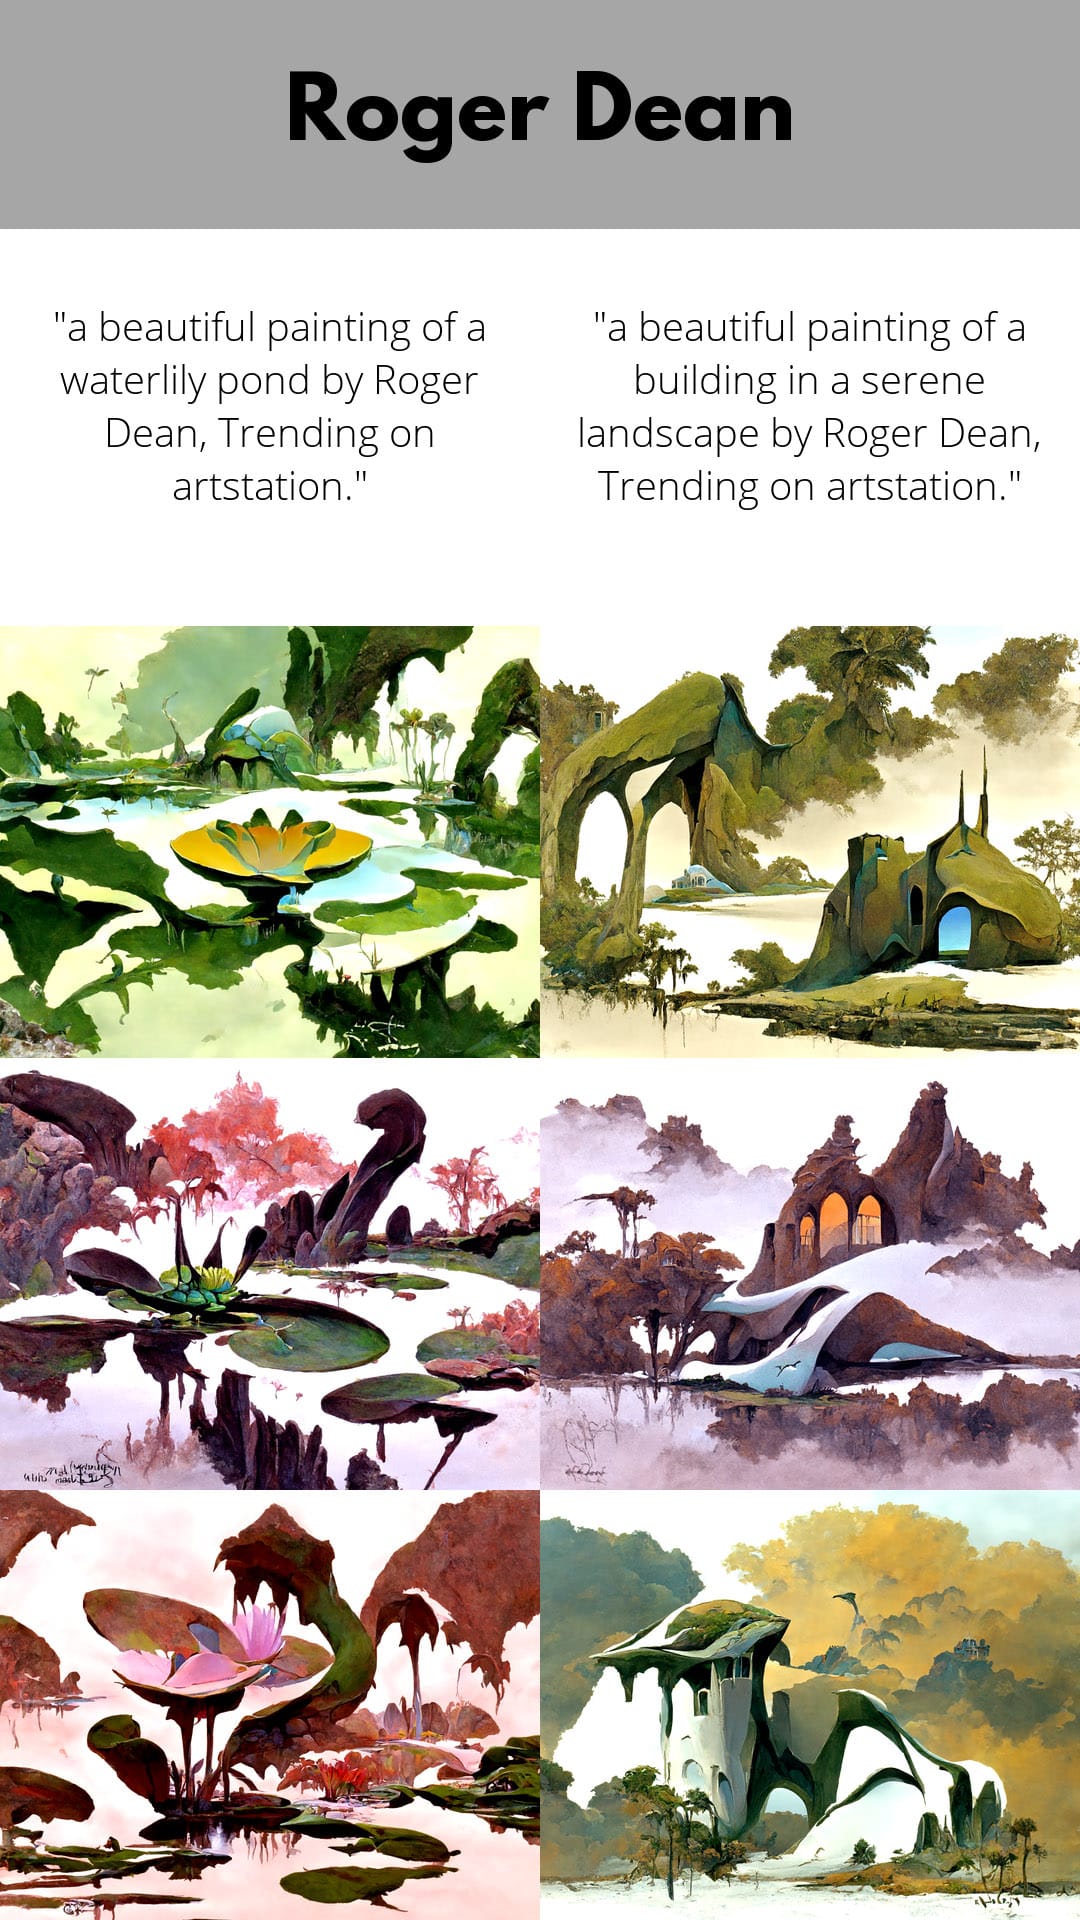 Roger Dean
"a beautiful painting of a
waterlily pond by Roger
Dean, Trending on
artstation."
"a beautiful painting of a
building in a serene
landscape by Roger Dean,
Trending on artstation."